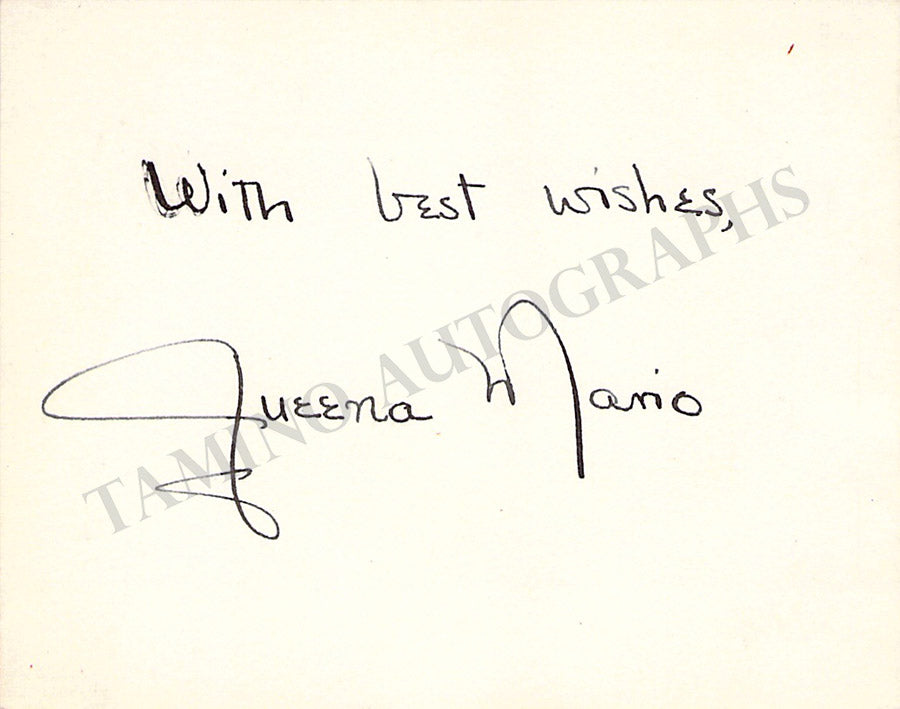 With best wishes,
Queena Mario
TAMINO AUTOGRAPHS